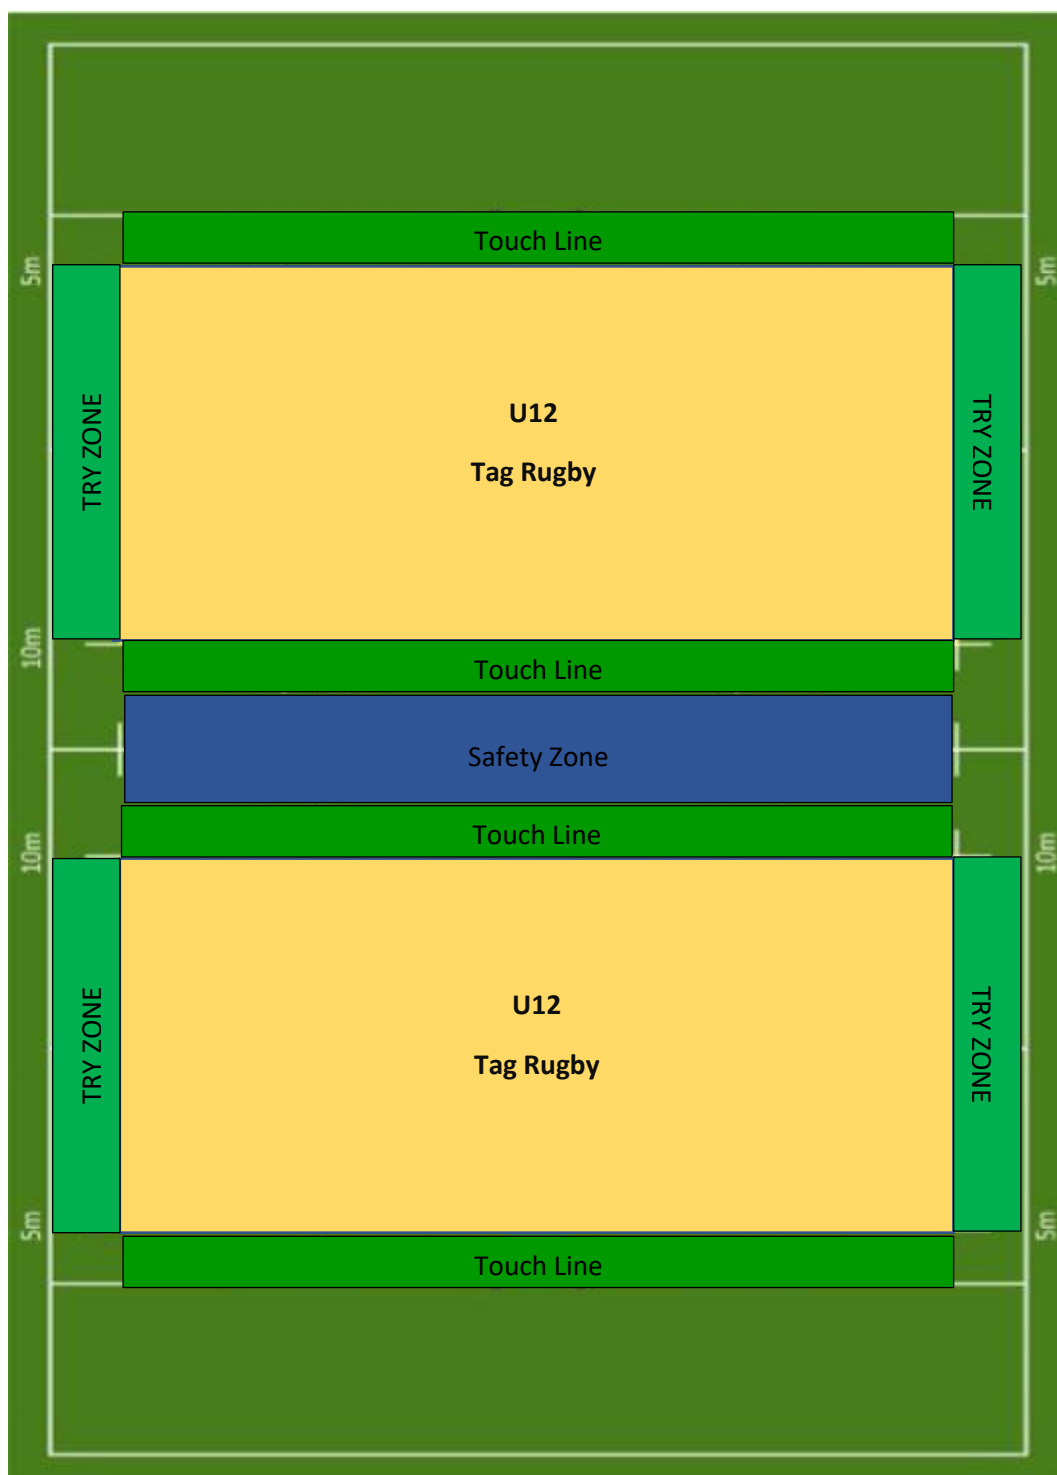 Touch Line
5m
5m
TRY ZONE
U12
Tag Rugby
TRY ZONE
10m
Touch Line
Safety Zone
Touch Line
10m
10m
TRY ZONE
U12
Tag Rugby
TRY ZONE
5m
5m
Touch Line